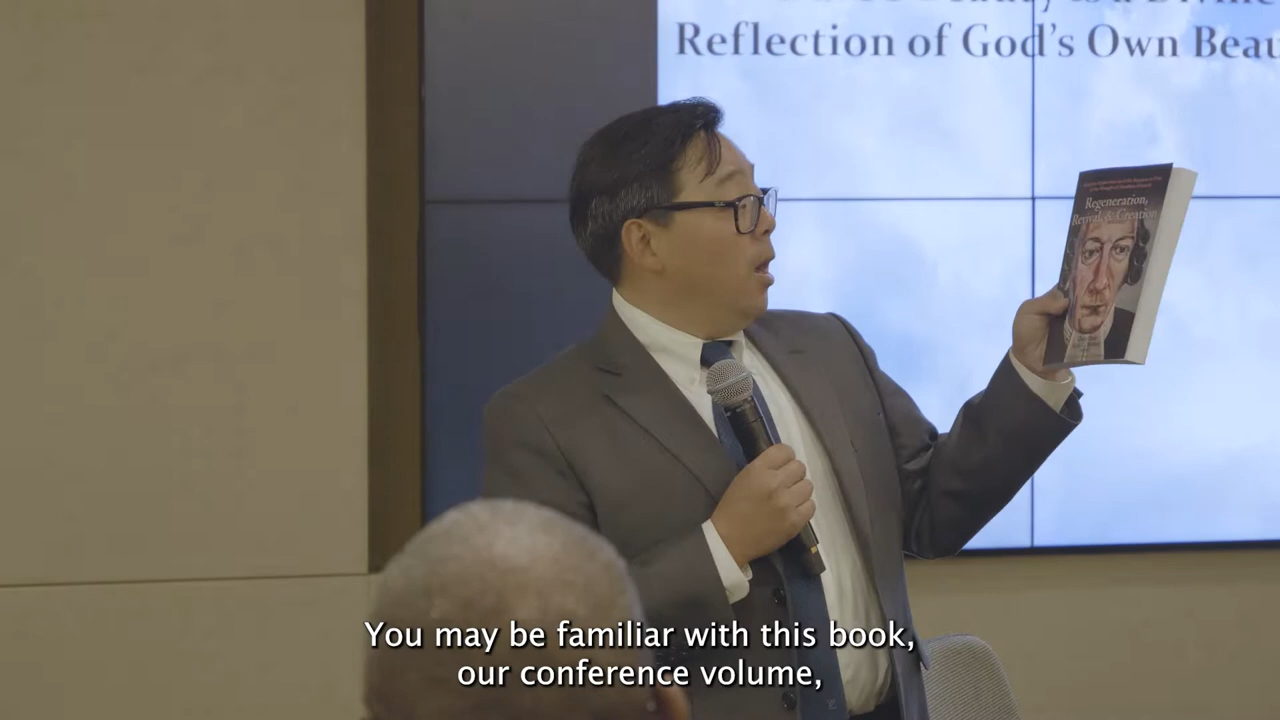 Reflection of God's Own Beau
Regeneration,
Revival & Creation
You may be familiar with this book,
our conference volume,